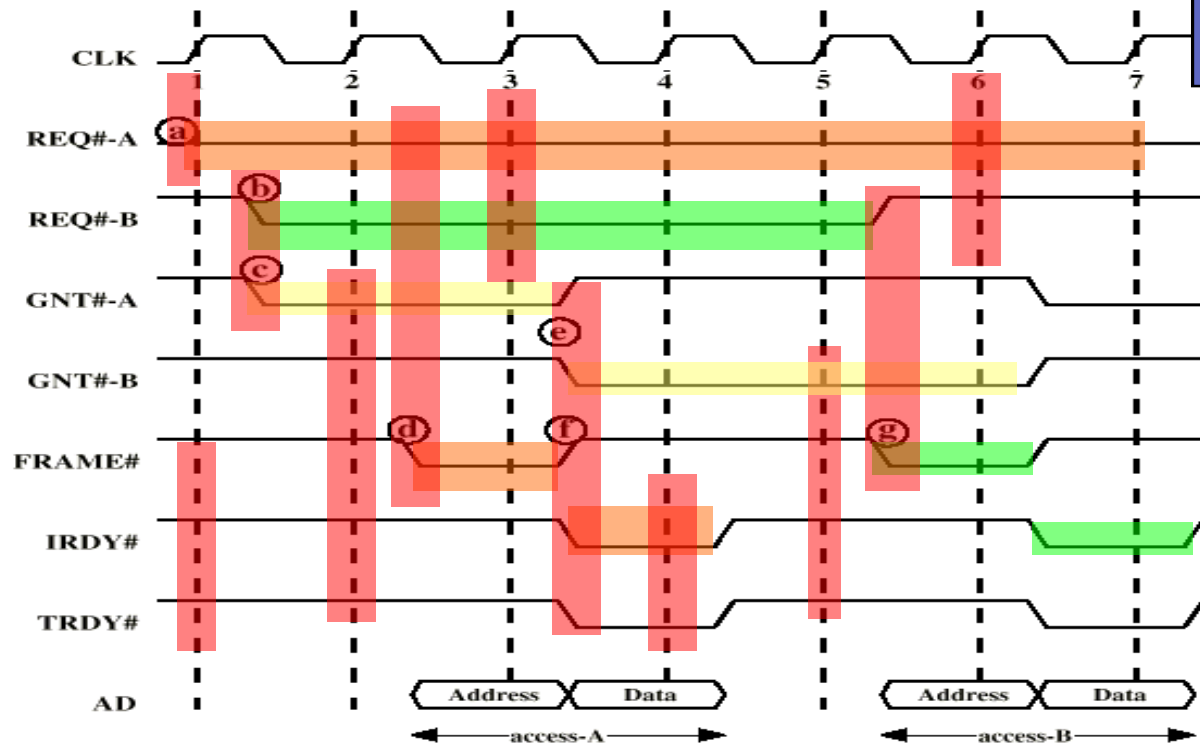 CLK
1 2 3 4 5 6 7
a
REQ#-A
b
REQ#-B
c
GNT#-A
e
GNT#-B
d f g
FRAME#
IRDY#
TRDY#
AD Address Data Address Data
access-A access-B